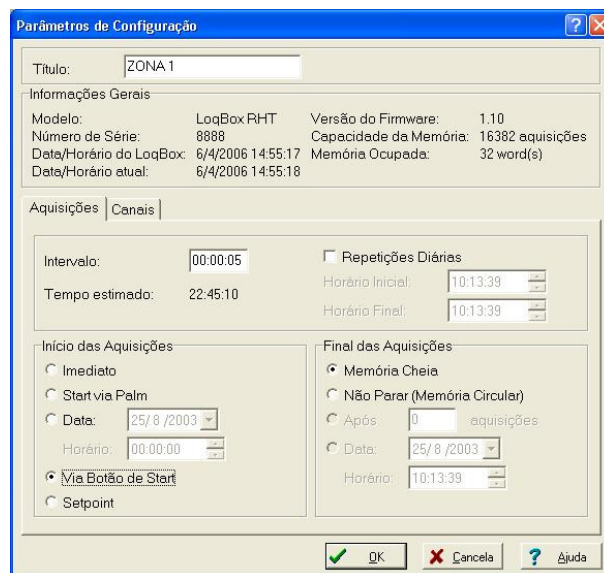 Parâmetros de Configuração
Título: ZONA 1
Informações Gerais
Modelo: LogBox RHT Versão do Firmware: 1.10
Número de Série: 8888 Capacidade da Memória: 16382 aquisições
Data/Horário do LogBox: 6/4/2006 14:55:17 Memória Ocupada: 32 word(s)
Data/Horário atual: 6/4/2006 14:55:18
Aquisições Canais
Intervalo: 00:00:05 Repetições Diárias
Horário Inicial: 10:13:39
Tempo estimado: 22:45:10
Horário Final: 10:13:39
Início das Aquisições
Imediato
Start via Palm
Data: 25/ 8 /2003
Horário: 00:00:00
Via Botão de Start
Setpoint
Final das Aquisições
Memória Cheia
Não Parar (Memória Circular)
Após 0 aquisições
Data: 25/ 8 /2003
Horário: 10:13:39
OK Cancela Ajuda